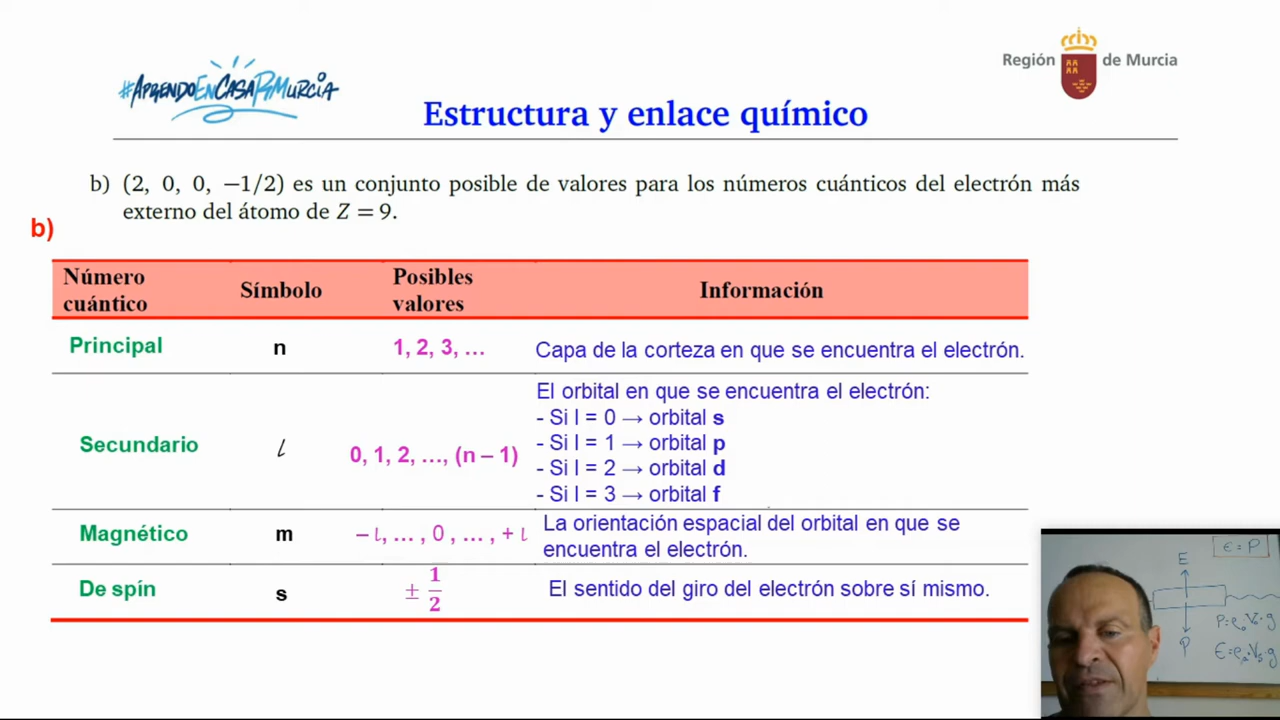 #APRENDOENCASARMURCIA
Región de Murcia
Estructura y enlace químico
b) (2, 0, 0, −1/2) es un conjunto posible de valores para los números cuánticos del electrón más
externo del átomo de Z = 9.
b)
Número cuántico Símbolo Posibles valores Información
Principal n 1, 2, 3, … Capa de la corteza en que se encuentra el electrón.
Secundario l 0, 1, 2, …, (n – 1) El orbital en que se encuentra el electrón:
- Si l = 0 → orbital s
- Si l = 1 → orbital p
- Si l = 2 → orbital d
- Si l = 3 → orbital f
Magnético m – l, … , 0 , … , + l La orientación espacial del orbital en que se
encuentra el electrón.
De spín s ± 1/2 El sentido del giro del electrón sobre sí mismo.
E
ε = P
P